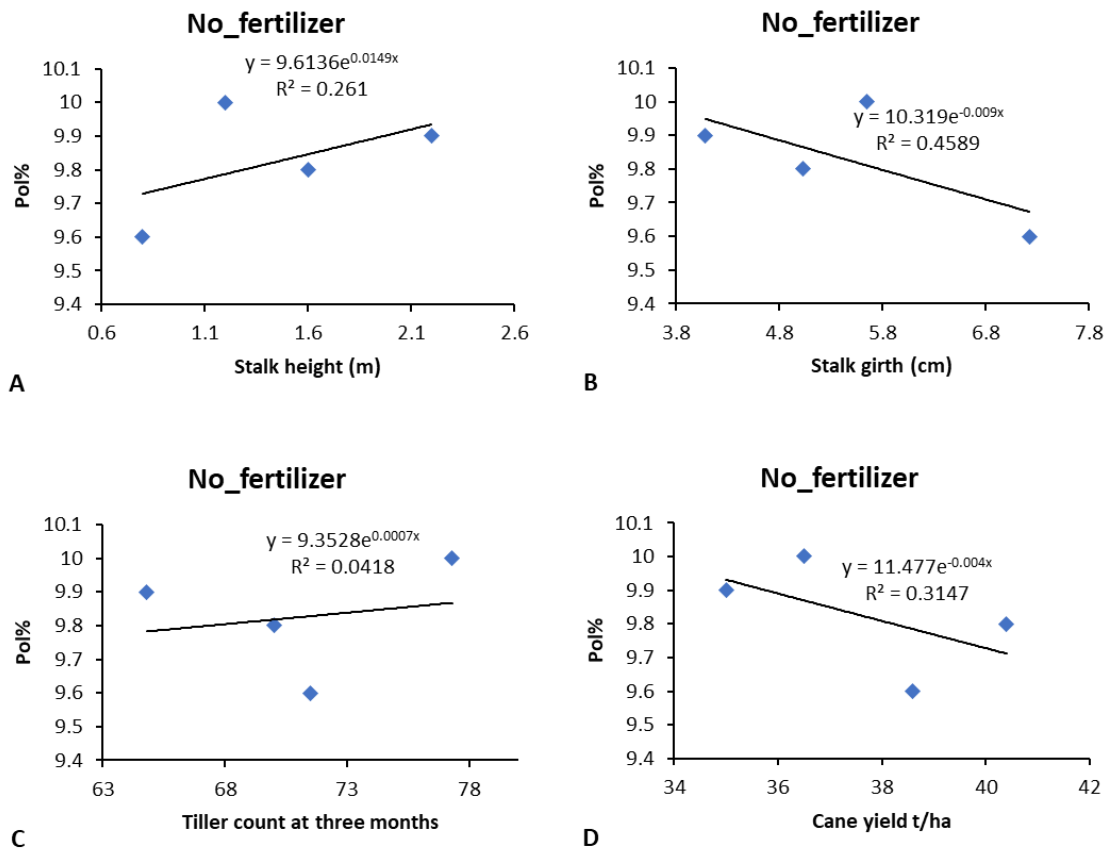 No_fertilizer
y = 9.6136e^0.0149x
R² = 0.261
10.1
10
9.9
9.8
9.7
9.6
9.5
9.4
Pol%
0.6 1.1 1.6 2.1 2.6
Stalk height (m)
A
No_fertilizer
y = 10.319e^-0.009x
R² = 0.4589
10.1
10
9.9
9.8
9.7
9.6
9.5
9.4
Pol%
3.8 4.8 5.8 6.8 7.8
Stalk girth (cm)
B
No_fertilizer
y = 9.3528e^0.0007x
R² = 0.0418
10.1
10
9.9
9.8
9.7
9.6
9.5
9.4
Pol%
63 68 73 78
Tiller count at three months
C
No_fertilizer
y = 11.477e^-0.004x
R² = 0.3147
10.1
10
9.9
9.8
9.7
9.6
9.5
9.4
Pol%
34 36 38 40 42
Cane yield t/ha
D